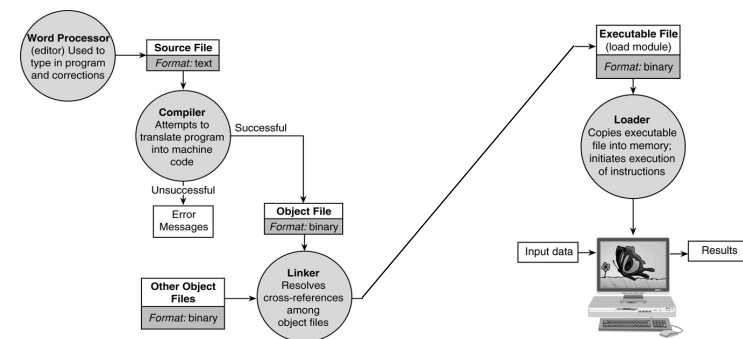 Word Processor
(editor) Used to
type in program
and corrections
Source File
Format: text
Compiler
Attempts to
translate program
into machine
code
Successful
Unsuccessful
Error
Messages
Object File
Format: binary
Other Object
Files
Format: binary
Linker
Resolves
cross-references
among
object files
Executable File
(load module)
Format: binary
Loader
Copies executable
file into memory;
initiates execution
of instructions
Input data
Results